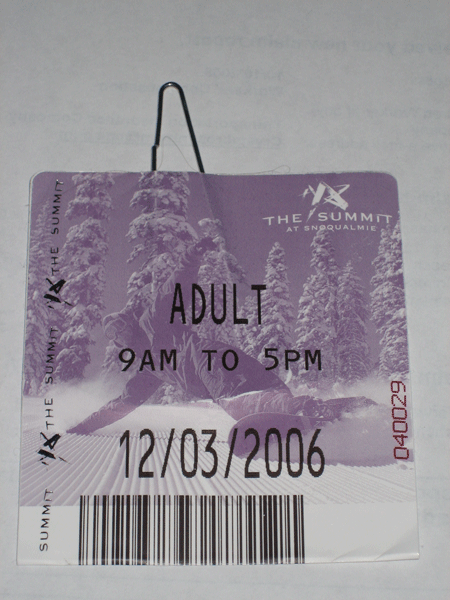 THE SUMMIT
AT SNOQUALMIE
ADULT
9AM TO 5PM
12/03/2006
040029
SUMMIT THE SUMMIT THE SUMMIT